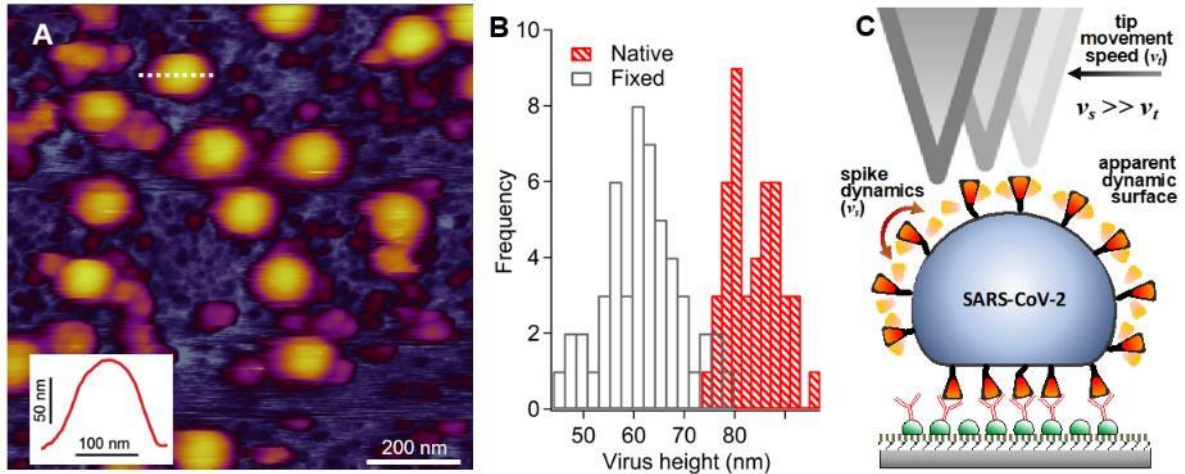 A
50 nm
100 nm
200 nm
B
10
8
6
4
2
0
Frequency
Native
Fixed
50
60
70
80
Virus height (nm)
C
tip
movement
speed (vt)
vs >> vt
spike
dynamics
(vs)
apparent
dynamic
surface
SARS-CoV-2